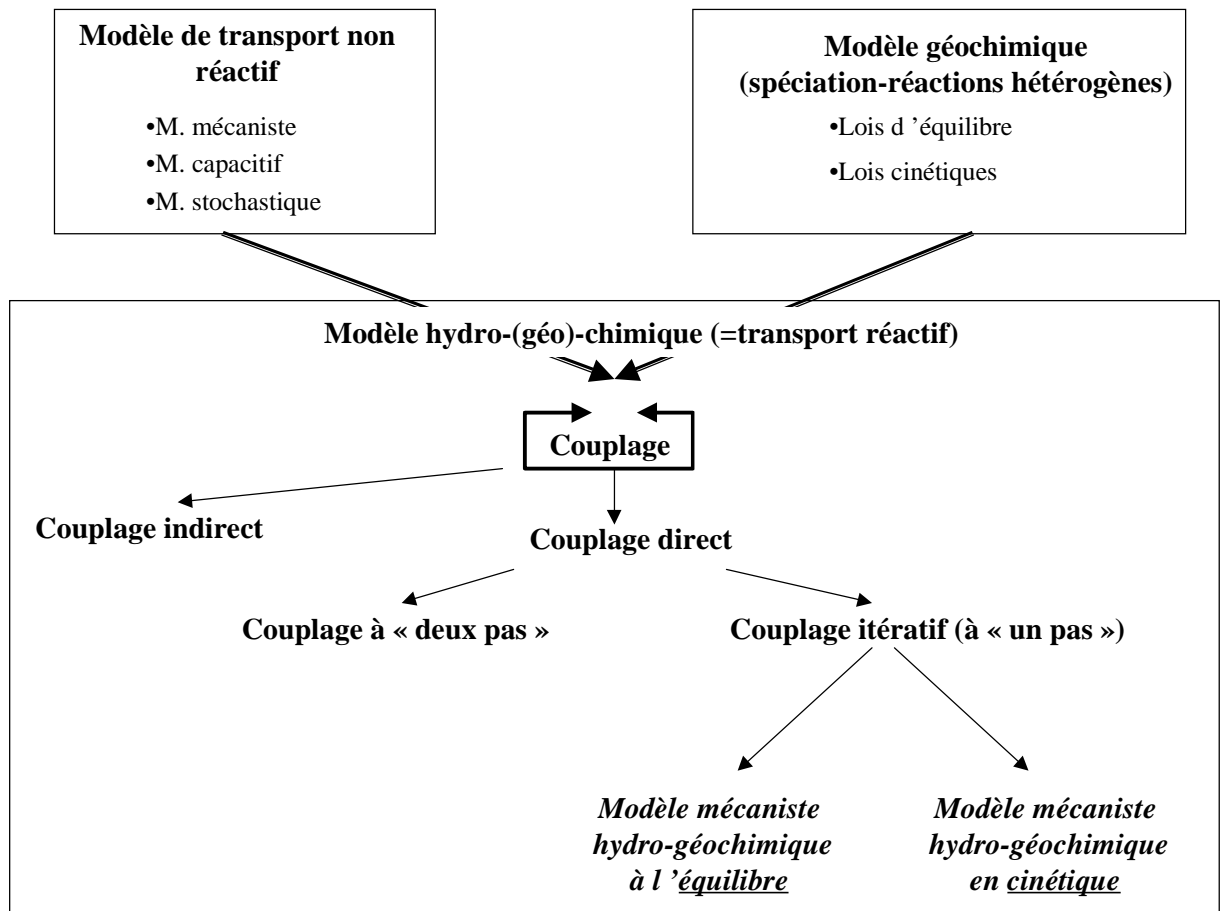 Modèle de transport non
réactif
•M. mécaniste
•M. capacitif
•M. stochastique
Modèle géochimique
(spéciation-réactions hétérogènes)
•Lois d ’équilibre
•Lois cinétiques
Modèle hydro-(géo)-chimique (=transport réactif)
Couplage
Couplage indirect
Couplage direct
Couplage à « deux pas »
Couplage itératif (à « un pas »)
Modèle mécaniste
hydro-géochimique
à l ’équilibre
Modèle mécaniste
hydro-géochimique
en cinétique